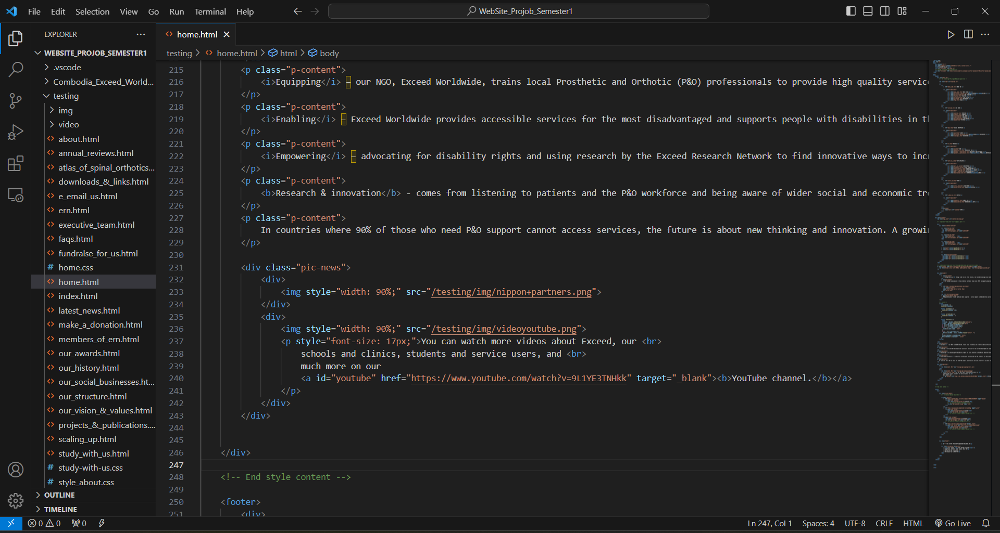 File Edit Selection View Go Run Terminal Help
WebSite_Projob_Semester1
EXPLORER
home.html
WEBSITE_PROJOB_SEMESTER1
testing > home.html > html > body
.vscode
Combodia_Exceed_World...
testing
img
video
about.html
annual_reviews.html
atlas_of_spinal_orthotics...
downloads_&_links.html
e_email_us.html
ern.html
executive_team.html
faqs.html
fundralse_for_us.html
home.css
home.html
index.html
latest_news.html
make_a_donation.html
members_of_ern.html
our_awards.html
our_history.html
our_social_businesses.ht...
our_structure.html
our_vision_&_values.html
projects_&_publications....
scaling_up.html
study_with_us.html
study-with-us.css
style_about.css
OUTLINE
TIMELINE
215 <p class="p-content">
216 <i>Equipping</i> – our NGO, Exceed Worldwide, trains local Prosthetic and Orthotic (P&O) professionals to provide high quality servic
217 </p>
218 <p class="p-content">
219 <i>Enabling</i> – Exceed Worldwide provides accessible services for the most disadvantaged and supports people with disabilities in t
220 </p>
221 <p class="p-content">
222 <i>Empowering</i> – advocating for disability rights and using research by the Exceed Research Network to find innovative ways to inc
223 </p>
224 <p class="p-content">
225 <b>Research & innovation</b> - comes from listening to patients and the P&O workforce and being aware of wider social and economic tr
226 </p>
227 <p class="p-content">
228 In countries where 90% of those who need P&O support cannot access services, the future is about new thinking and innovation. A growi
229 </p>
230
231 <div class="pic-news">
232 <div>
233 <img style="width: 90%;" src="/testing/img/nippon+partners.png">
234 </div>
235 <div>
236 <img style="width: 90%;" src="/testing/img/videoyoutube.png">
237 <p style="font-size: 17px;">You can watch more videos about Exceed, our <br>
238 schools and clinics, students and service users, and <br>
239 much more on our
240 <a id="youtube" href="https://www.youtube.com/watch?v=9L1YE3TNHkk" target="_blank"><b>YouTube channel.</b></a>
241 </p>
242 </div>
243 </div>
244
245
246 </div>
247
248 <!-- End style content -->
249
250 <footer>
251 <div>
0 0 0 Ln 247, Col 1 Spaces: 4 UTF-8 CRLF HTML Go Live